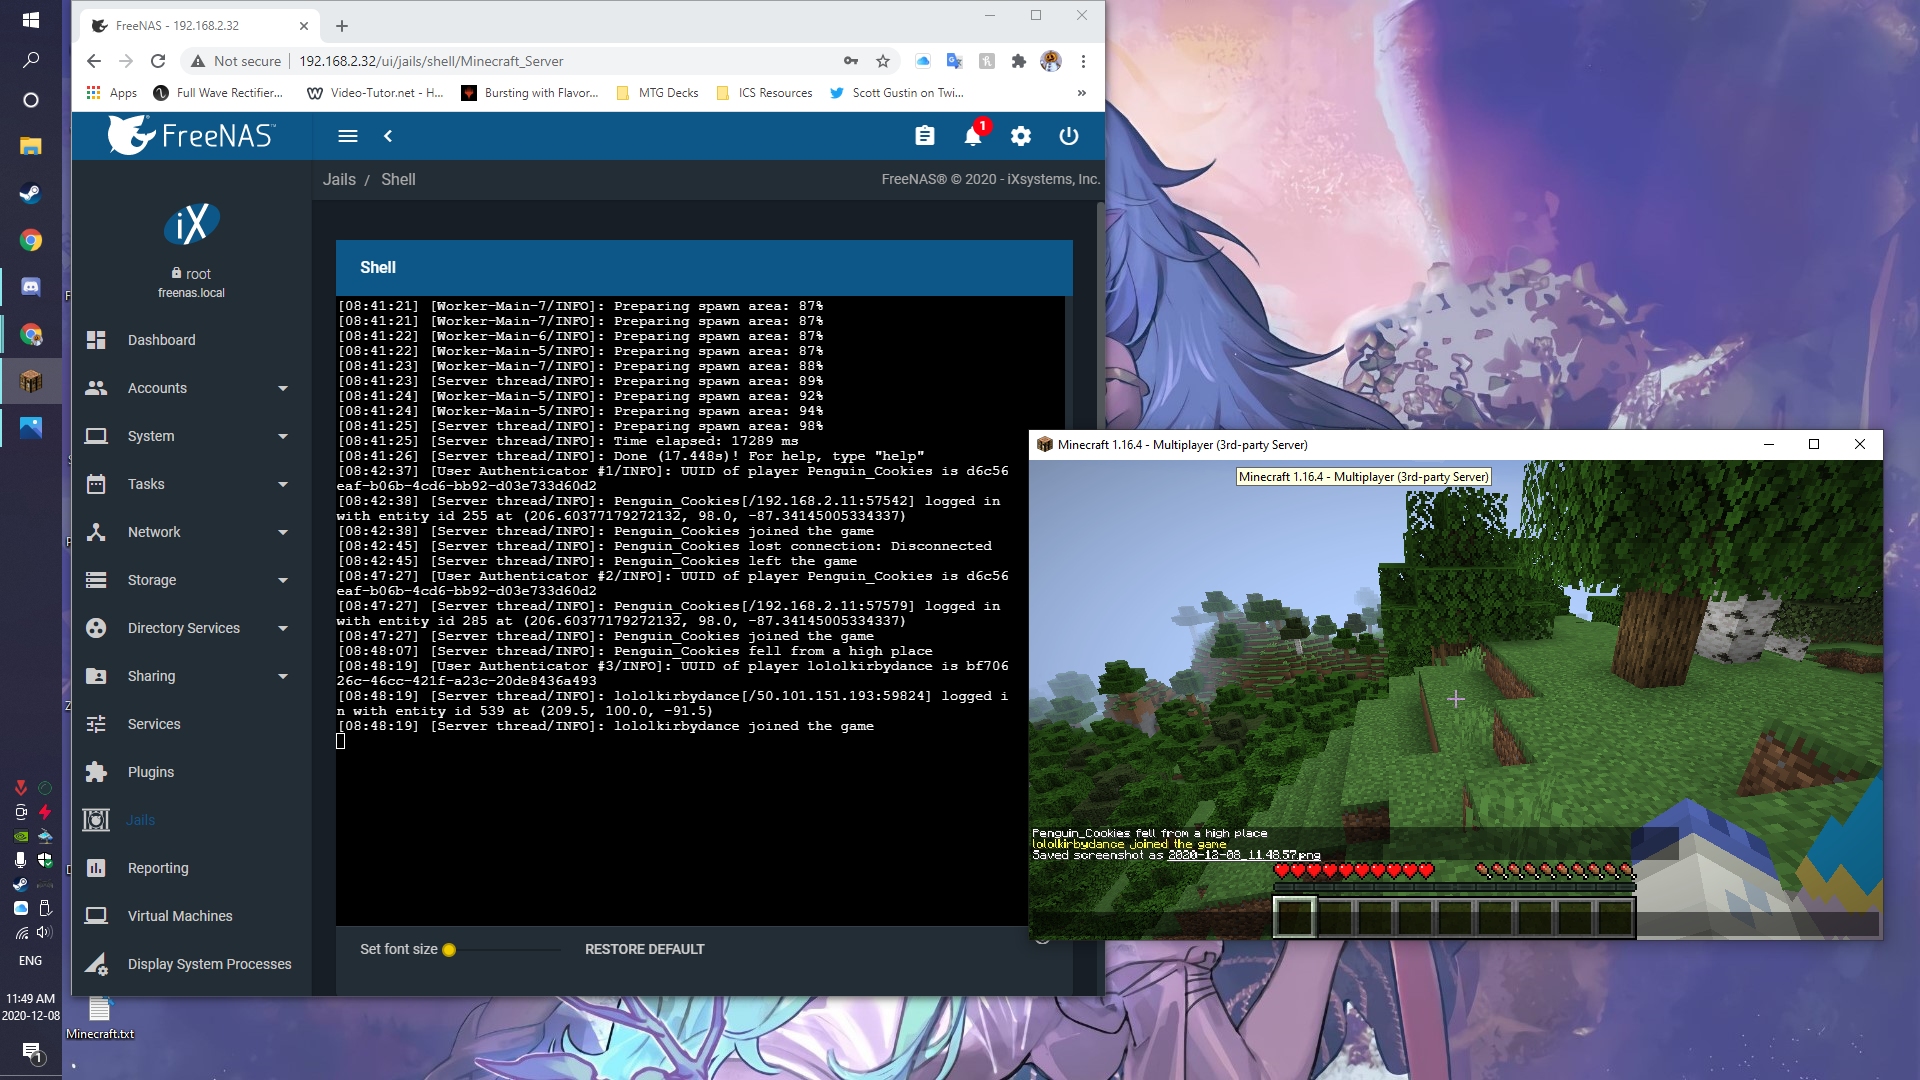 FreeNAS - 192.168.2.32
Not secure
192.168.2.32/ui/jails/shell/Minecraft_Server
Apps
Full Wave Rectifier...
Video-Tutor.net - H...
Bursting with Flavor...
MTG Decks
ICS Resources
Scott Gustin on Twi...
»
FreeNAS
1
Jails / Shell
FreeNAS® © 2020 - iXsystems, Inc.
iX
root
freenas.local
Dashboard
Accounts
System
Tasks
Network
Storage
Directory Services
Sharing
Services
Plugins
Jails
Reporting
Virtual Machines
Display System Processes
Shell
[08:41:21] [Worker-Main-7/INFO]: Preparing spawn area: 87%
[08:41:21] [Worker-Main-7/INFO]: Preparing spawn area: 87%
[08:41:22] [Worker-Main-6/INFO]: Preparing spawn area: 87%
[08:41:22] [Worker-Main-5/INFO]: Preparing spawn area: 87%
[08:41:23] [Worker-Main-7/INFO]: Preparing spawn area: 88%
[08:41:23] [Server thread/INFO]: Preparing spawn area: 89%
[08:41:24] [Worker-Main-5/INFO]: Preparing spawn area: 92%
[08:41:24] [Worker-Main-5/INFO]: Preparing spawn area: 94%
[08:41:25] [Server thread/INFO]: Preparing spawn area: 98%
[08:41:25] [Server thread/INFO]: Time elapsed: 17289 ms
[08:41:26] [Server thread/INFO]: Done (17.448s)! For help, type "help"
[08:42:37] [User Authenticator #1/INFO]: UUID of player Penguin_Cookies is d6c56
eaf-b06b-4cd6-bb92-d03e733d60d2
[08:42:38] [Server thread/INFO]: Penguin_Cookies[/192.168.2.11:57542] logged in
with entity id 255 at (206.60377179272132, 98.0, -87.34145005334337)
[08:42:38] [Server thread/INFO]: Penguin_Cookies joined the game
[08:42:45] [Server thread/INFO]: Penguin_Cookies lost connection: Disconnected
[08:42:45] [Server thread/INFO]: Penguin_Cookies left the game
[08:47:27] [User Authenticator #2/INFO]: UUID of player Penguin_Cookies is d6c56
eaf-b06b-4cd6-bb92-d03e733d60d2
[08:47:27] [Server thread/INFO]: Penguin_Cookies[/192.168.2.11:57579] logged in
with entity id 285 at (206.60377179272132, 98.0, -87.34145005334337)
[08:47:27] [Server thread/INFO]: Penguin_Cookies joined the game
[08:48:07] [Server thread/INFO]: Penguin_Cookies fell from a high place
[08:48:19] [User Authenticator #3/INFO]: UUID of player lololkirbydance is bf706
26c-46cc-421f-a23c-20de8436a493
[08:48:19] [Server thread/INFO]: lololkirbydance[/50.101.151.193:59824] logged i
n with entity id 539 at (209.5, 100.0, -91.5)
[08:48:19] [Server thread/INFO]: lololkirbydance joined the game
Set font size
RESTORE DEFAULT
Minecraft 1.16.4 - Multiplayer (3rd-party Server)
Minecraft 1.16.4 - Multiplayer (3rd-party Server)
Penguin_Cookies fell from a high place
lololkirbydance joined the game
Saved screenshot as 2020-12-08_11.48.57.png
ENG
11:49 AM
2020-12-08
1
Minecraft.txt